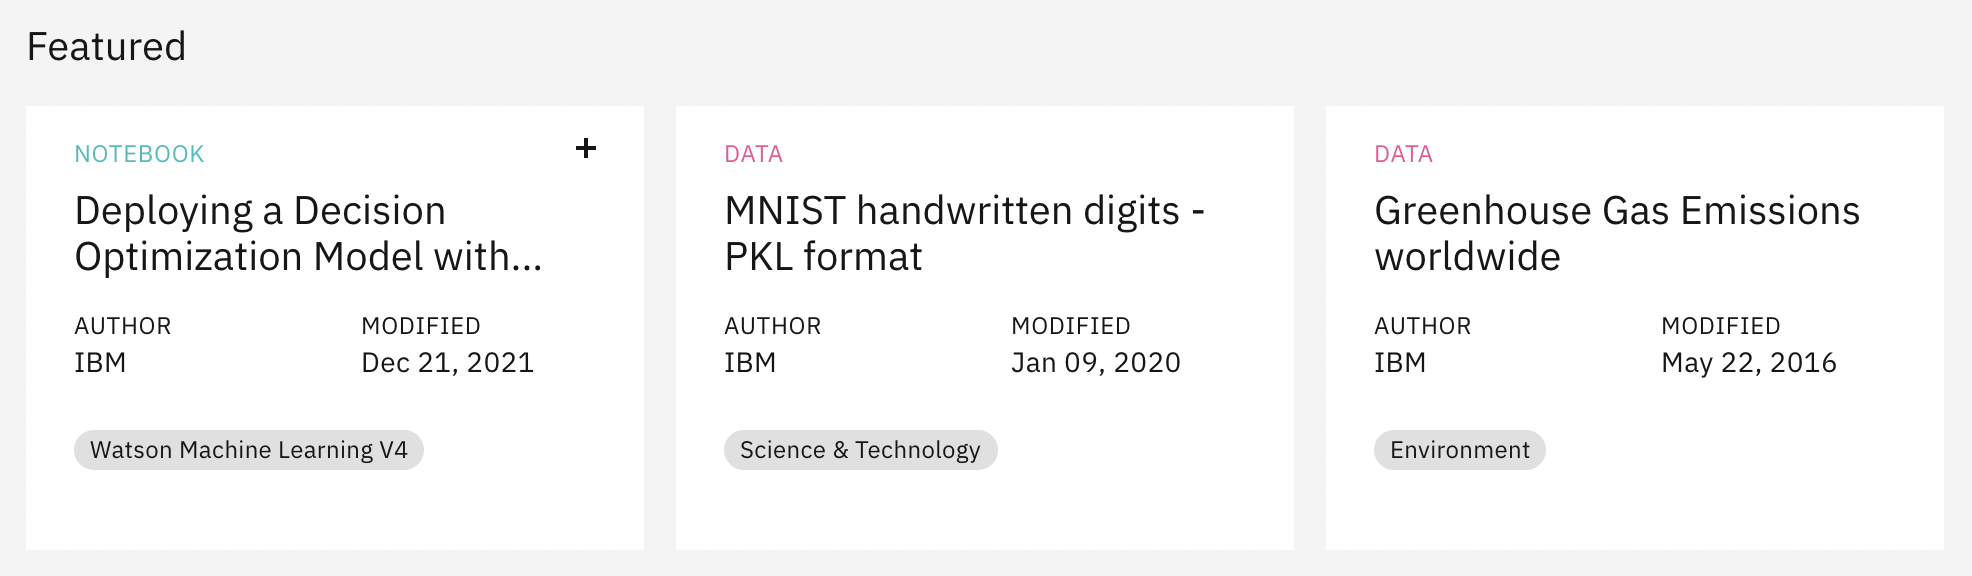 Featured
NOTEBOOK
Deploying a Decision
Optimization Model with...
AUTHOR
IBM
MODIFIED
Dec 21, 2021
Watson Machine Learning V4
DATA
MNIST handwritten digits -
PKL format
AUTHOR
IBM
MODIFIED
Jan 09, 2020
Science & Technology
DATA
Greenhouse Gas Emissions
worldwide
AUTHOR
IBM
MODIFIED
May 22, 2016
Environment